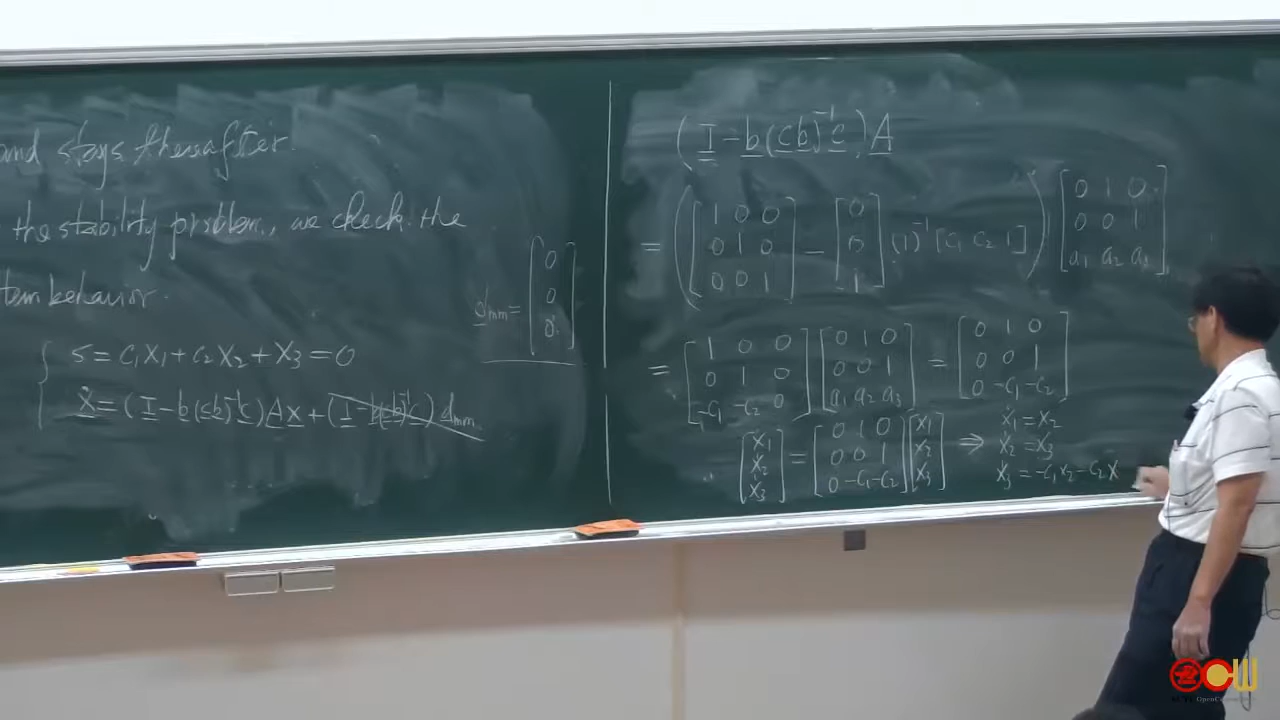 and stays thereafter.
the stability problem, we check the
tem behavior.
s = c₁x₁ + c₂x₂ + x₃ = 0
ẋ = (I - b(cb)⁻¹c)Ax + (I - b(cb)⁻¹c)d_mm
d_mm = [0; 0; 0]
(I - b(cb)⁻¹c)A
= ([1 0 0; 0 1 0; 0 0 1] - [0; 0; 1] (1)⁻¹ [c₁ c₂ 1]) [0 1 0; 0 0 1; a₁ a₂ a₃]
= [1 0 0; 0 1 0; -c₁ -c₂ 0] [0 1 0; 0 0 1; a₁ a₂ a₃] = [0 1 0; 0 0 1; 0 -c₁ -c₂]
[ẋ₁; ẋ₂; ẋ₃] = [0 1 0; 0 0 1; 0 -c₁ -c₂] [x₁; x₂; x₃] ⇒
ẋ₁ = x₂
ẋ₂ = x₃
ẋ₃ = -c₁x₂ - c₂x
OCW